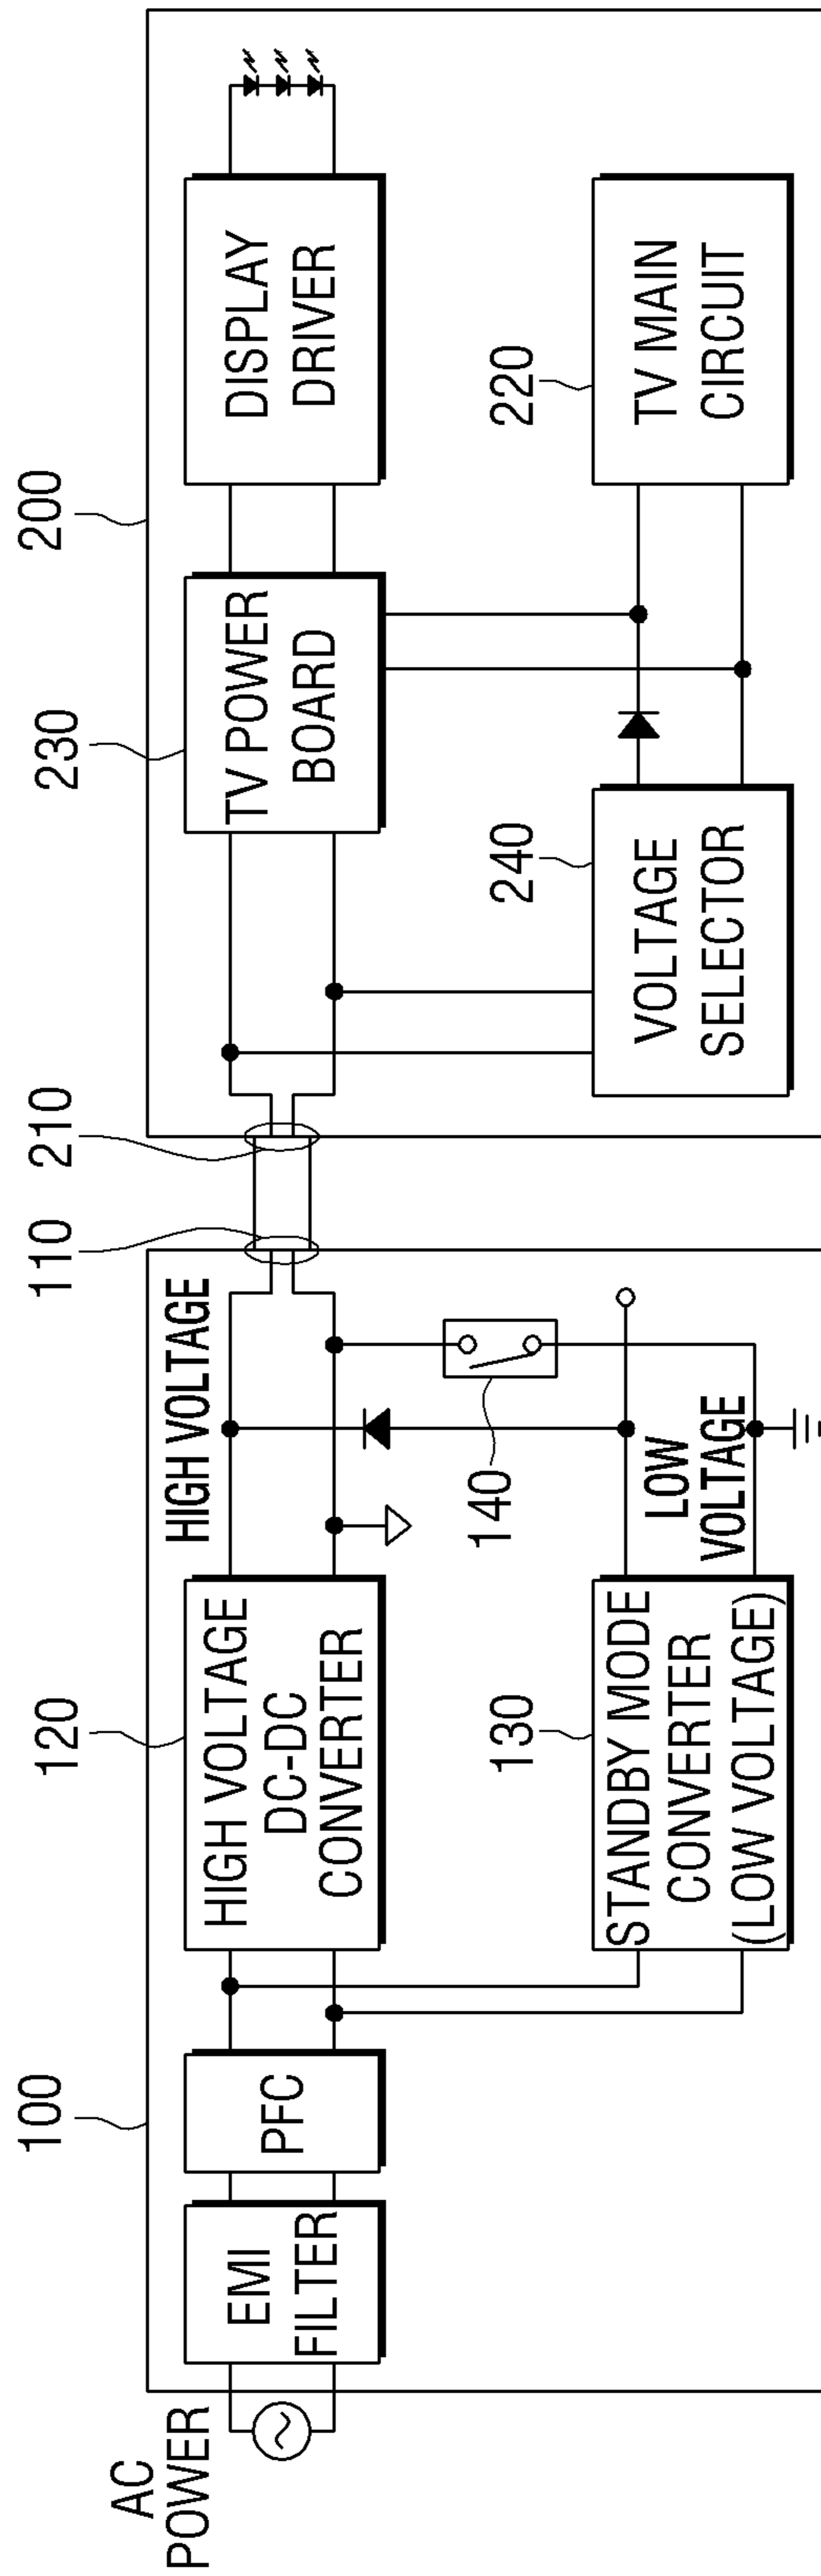 100
120
110
210
230
200
AC
POWER
EMI
FILTER
PFC
HIGH VOLTAGE
DC-DC
CONVERTER
HIGH VOLTAGE
TV POWER
BOARD
DISPLAY
DRIVER
130
140
240
220
STANDBY MODE
CONVERTER
(LOW VOLTAGE)
LOW
VOLTAGE
VOLTAGE
SELECTOR
TV MAIN
CIRCUIT